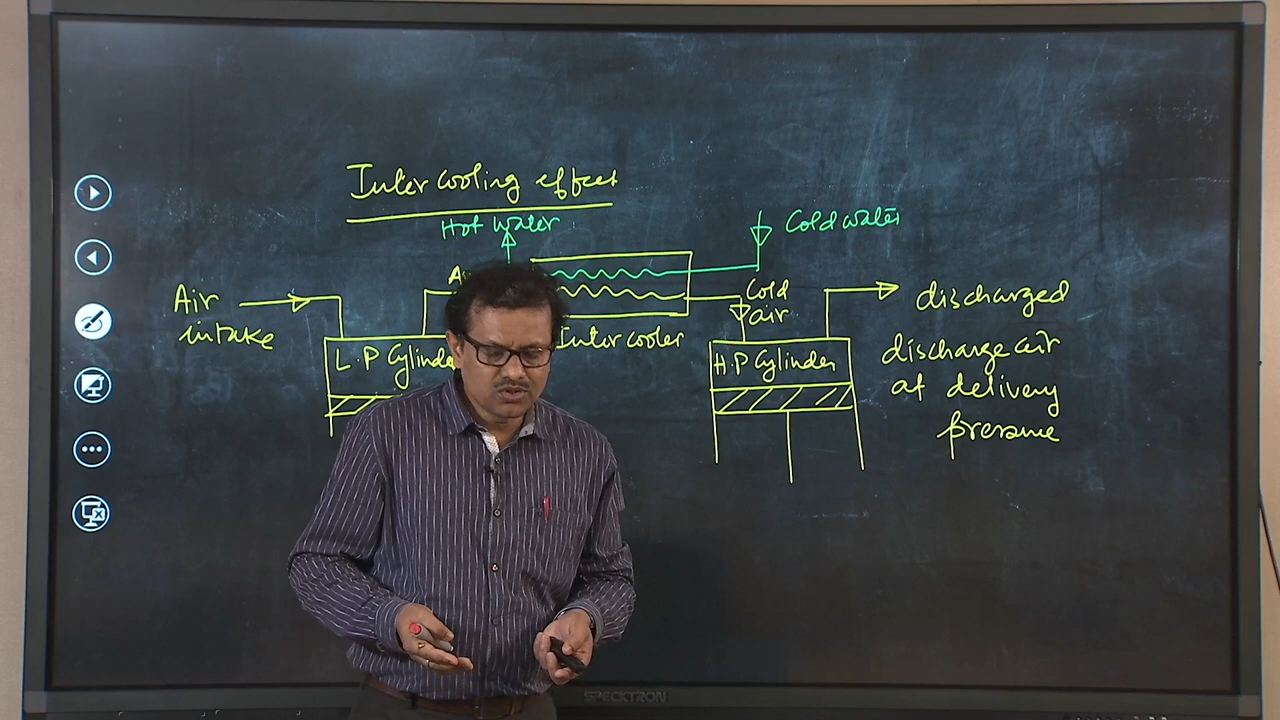 Inter cooling effect
Hot water
Cold water
Air
intake
Cold
air
discharged
L.P Cylinde
Inter cooler
H.P Cylinder
discharge air
at delivery
pressure
SPECKTRON